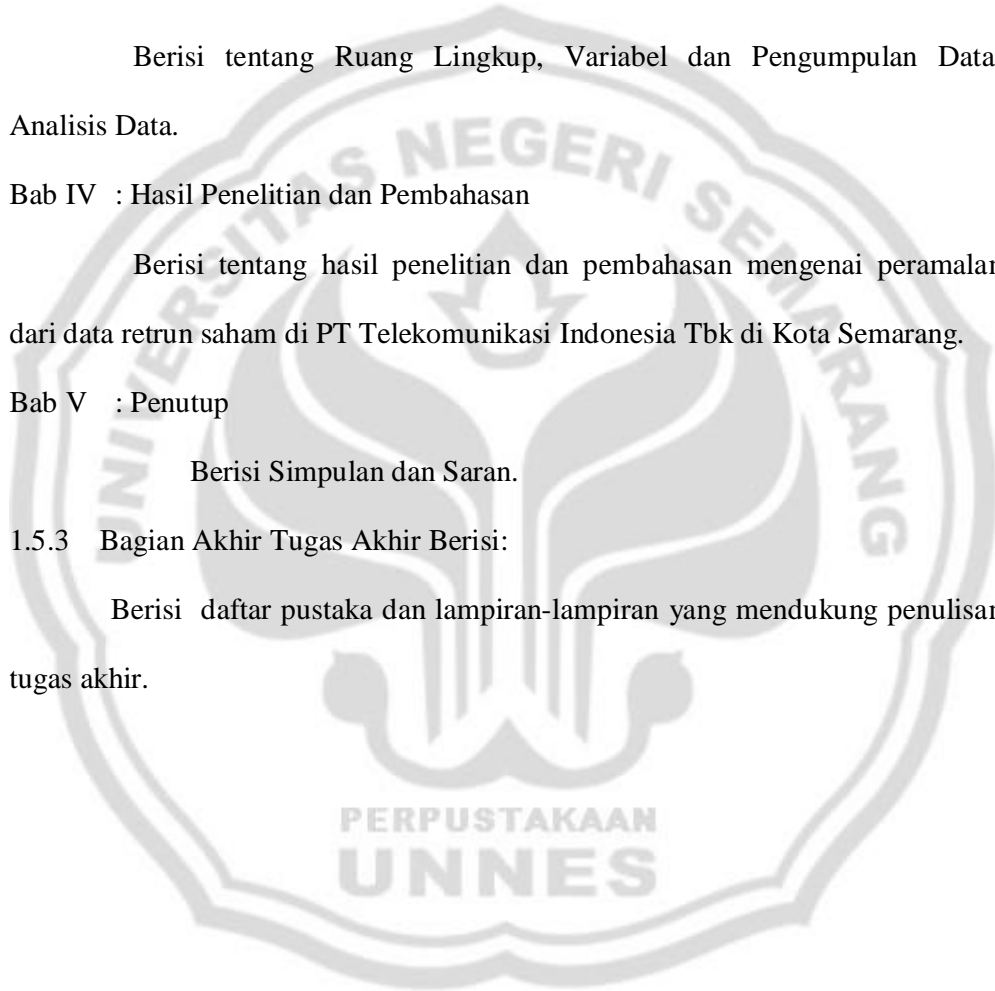 Berisi tentang Ruang Lingkup, Variabel dan Pengumpulan Data
Analisis Data.
Bab IV : Hasil Penelitian dan Pembahasan
Berisi tentang hasil penelitian dan pembahasan mengenai peramalan
dari data retrun saham di PT Telekomunikasi Indonesia Tbk di Kota Semarang.
Bab V : Penutup
Berisi Simpulan dan Saran.
1.5.3 Bagian Akhir Tugas Akhir Berisi:
Berisi daftar pustaka dan lampiran-lampiran yang mendukung penulisan
tugas akhir.
UNIVERSITAS NEGERI SEMARANG
PERPUSTAKAAN
UNNES